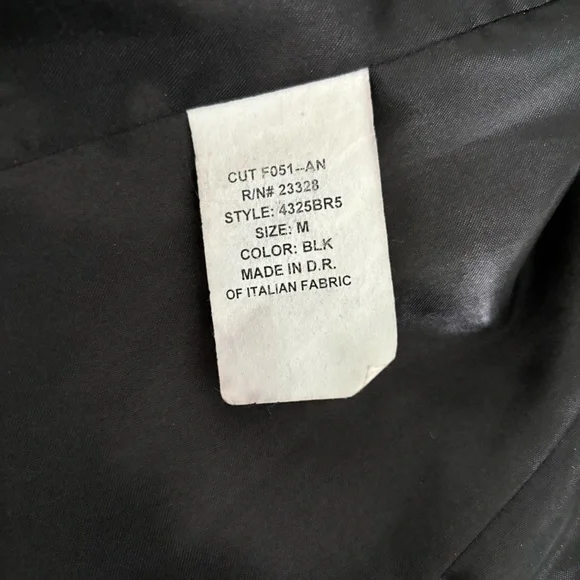 CUT F051--AN
R/N# 23328
STYLE: 4325BR5
SIZE: M
COLOR: BLK
MADE IN D.R.
OF ITALIAN FABRIC